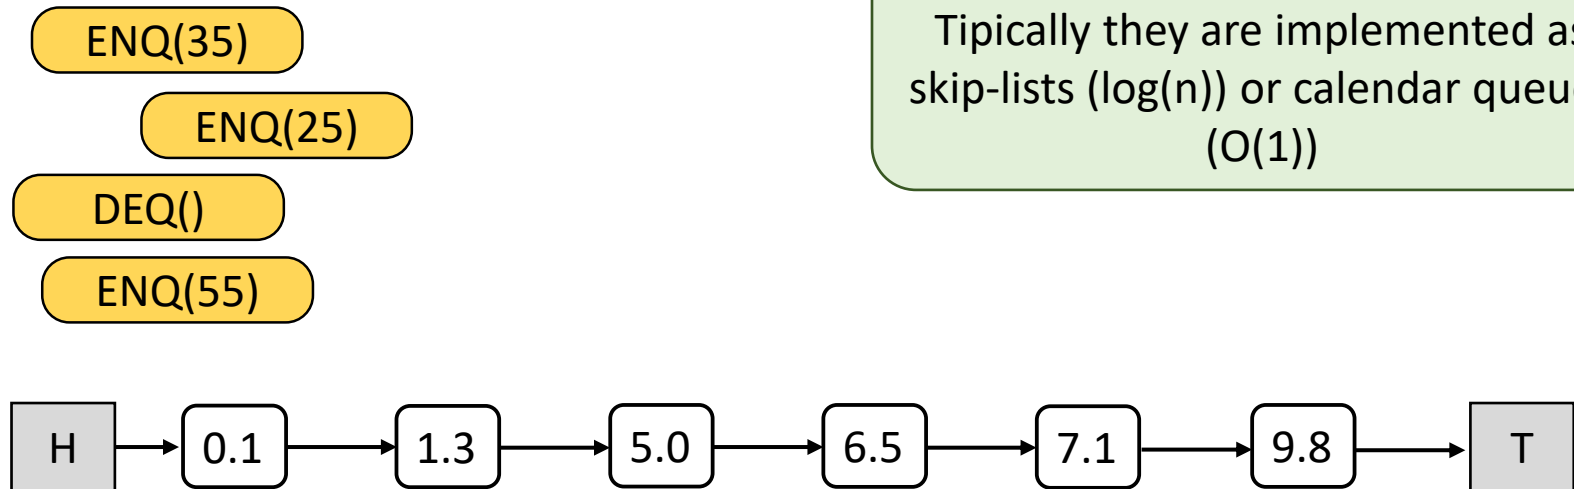 ENQ(35)
ENQ(25)
DEQ()
ENQ(55)
Tipically they are implemented as
skip-lists (log(n)) or calendar queu
(O(1))
H 0.1 1.3 5.0 6.5 7.1 9.8 T